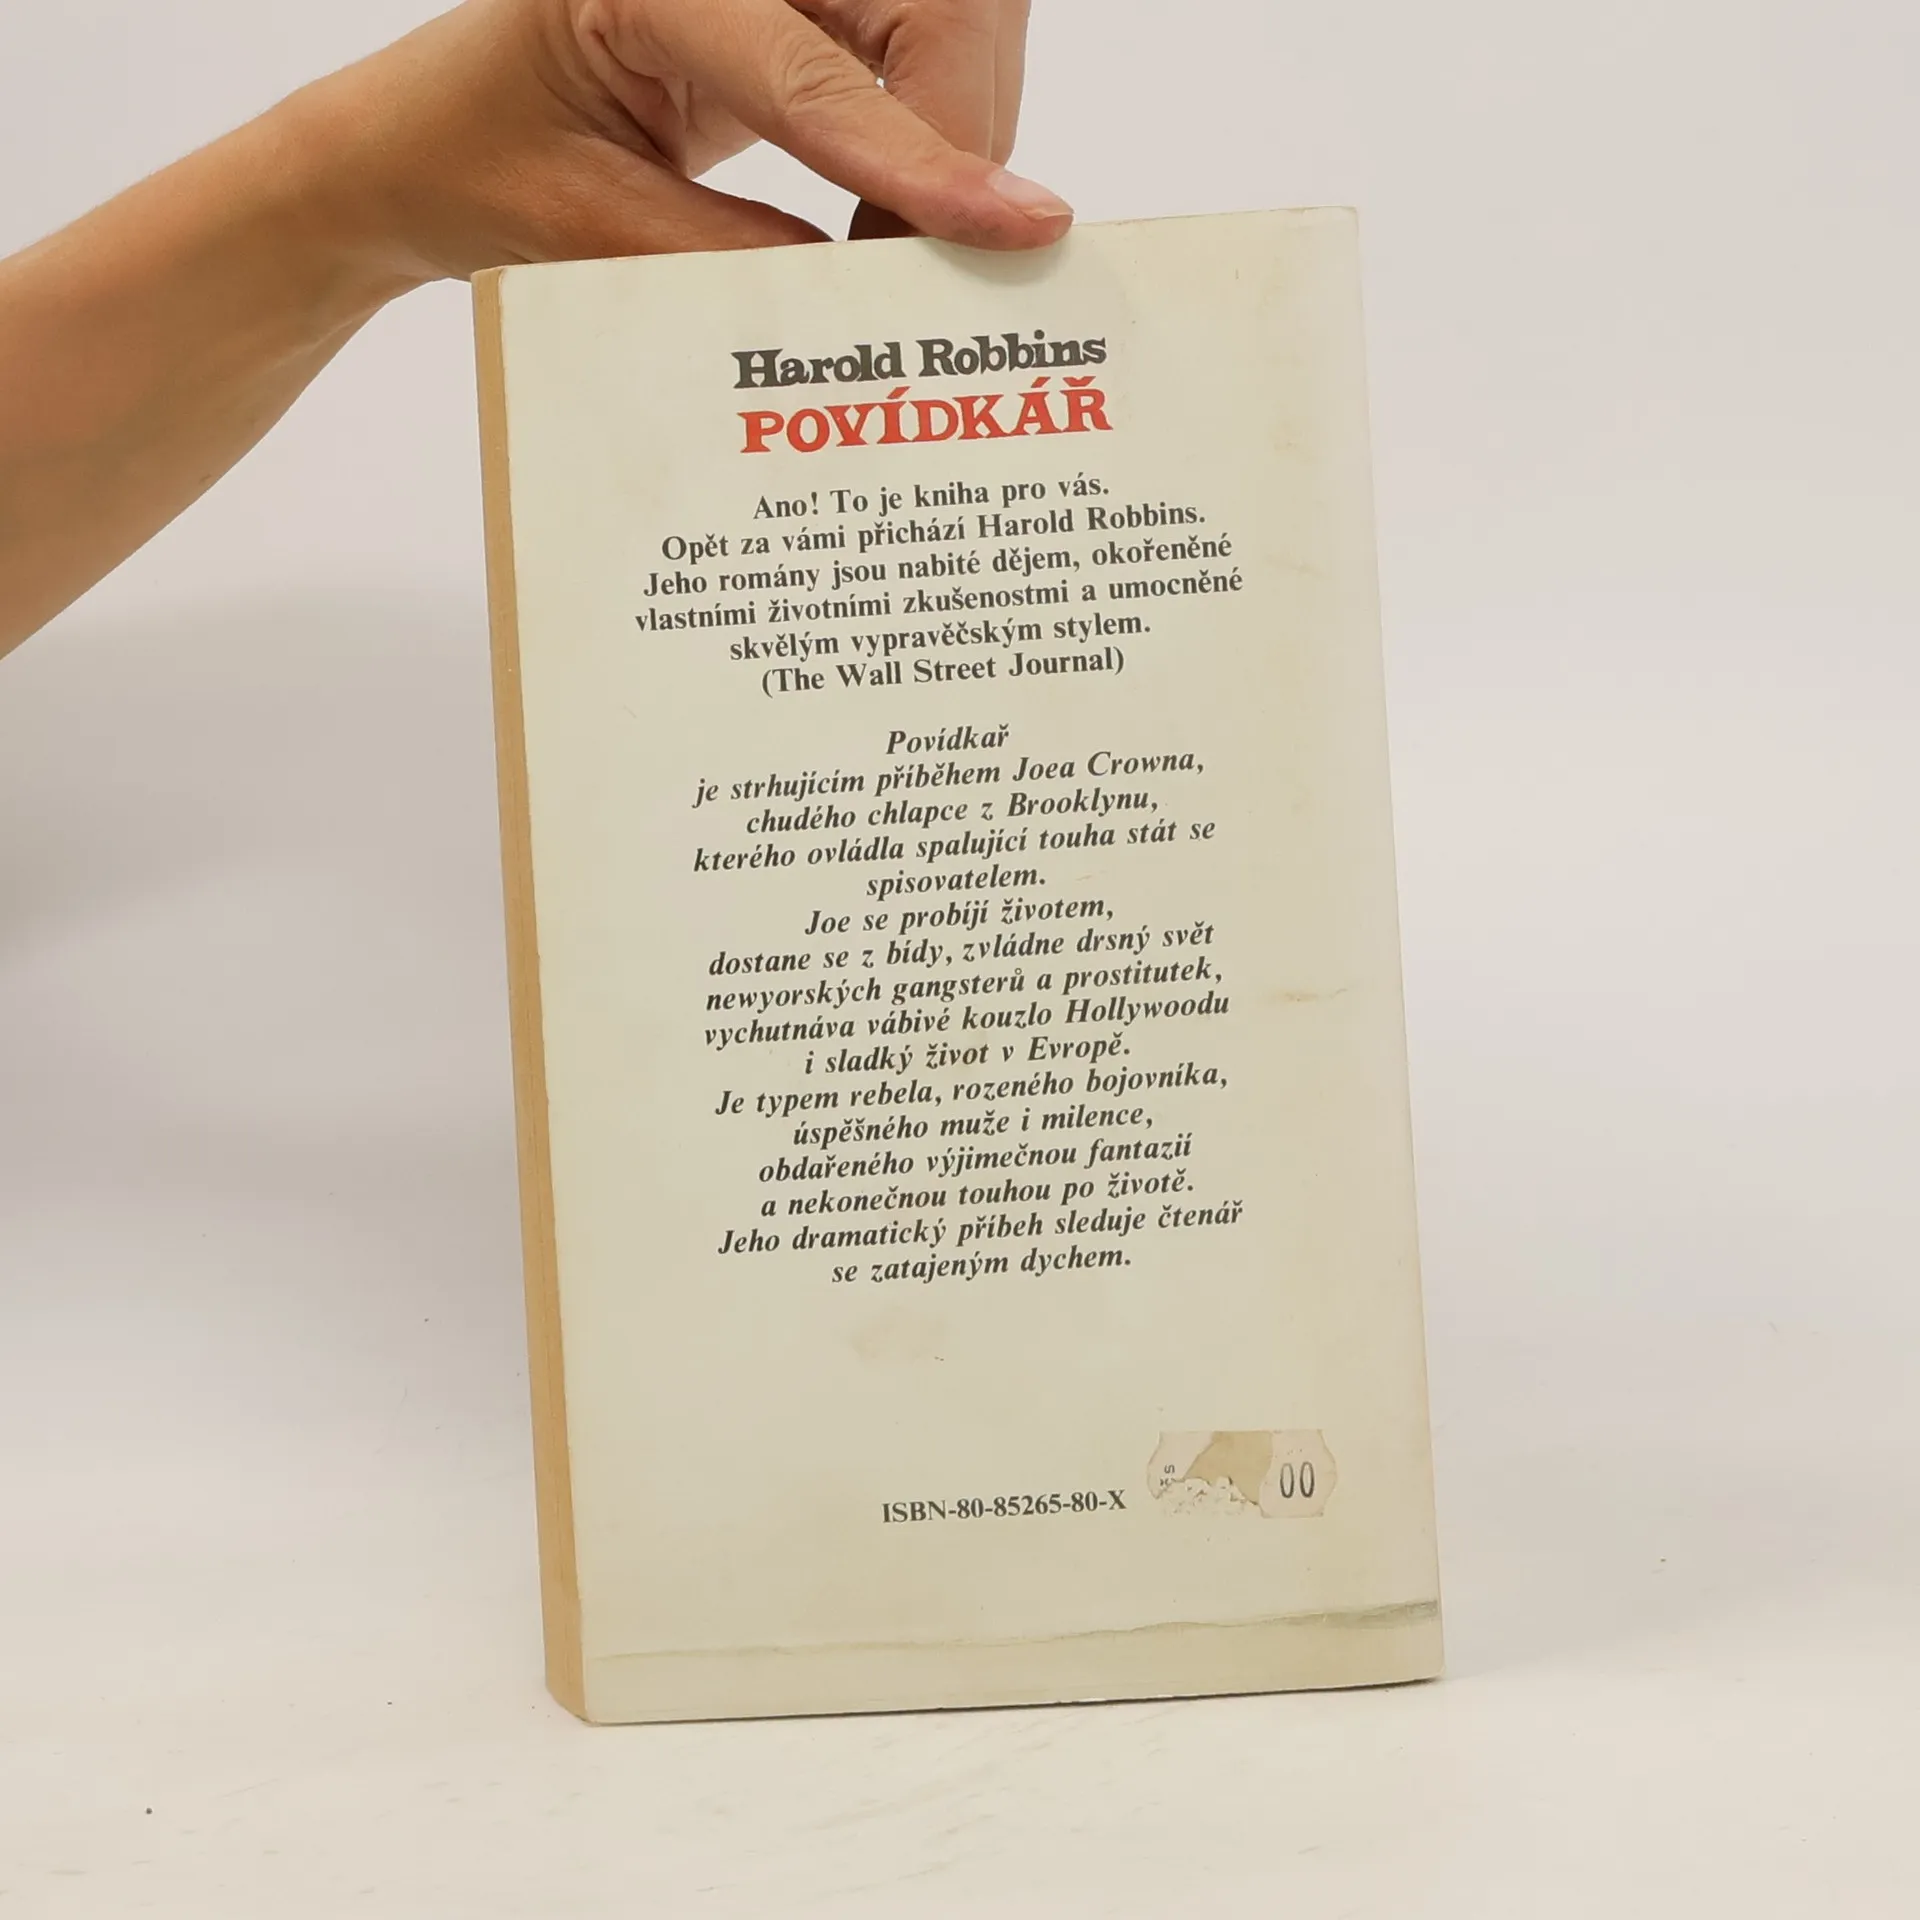 Harold Robbins
POVÍDKÁŘ
Ano! To je kniha pro vás.
Opět za vámi přichází Harold Robbins.
Jeho romány jsou nabité dějem, okořeněné
vlastními životními zkušenostmi a umocněné
skvělým vypravěčským stylem.
(The Wall Street Journal)
Povídkař
je strhujícím příběhem Joea Crowna,
chudého chlapce z Brooklynu,
kterého ovládla spalující touha stát se
spisovatelem.
Joe se probíjí životem,
dostane se z bídy, zvládne drsný svět
newyorských gangsterů a prostitutek,
vychutnáva vábivé kouzlo Hollywoodu
i sladký život v Evropě.
Je typem rebela, rozeného bojovníka,
úspěšného muže i milence,
obdařeného výjimečnou fantazií
a nekonečnou touhou po životě.
Jeho dramatický příbeh sleduje čtenář
se zatajeným dychem.
ISBN-80-85265-80-X
00